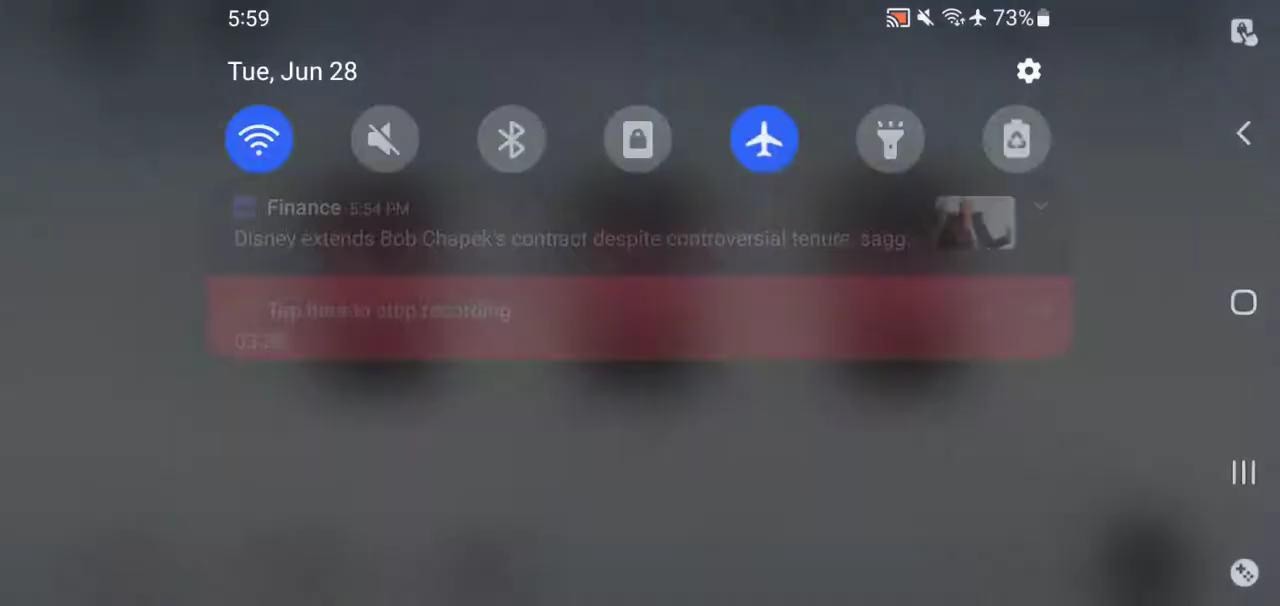 5:59
73%
Tue, Jun 28
Finance 5:54 PM
Disney extends Bob Chapek's contract despite controversial tenure, sagg.
Tap here to stop recording